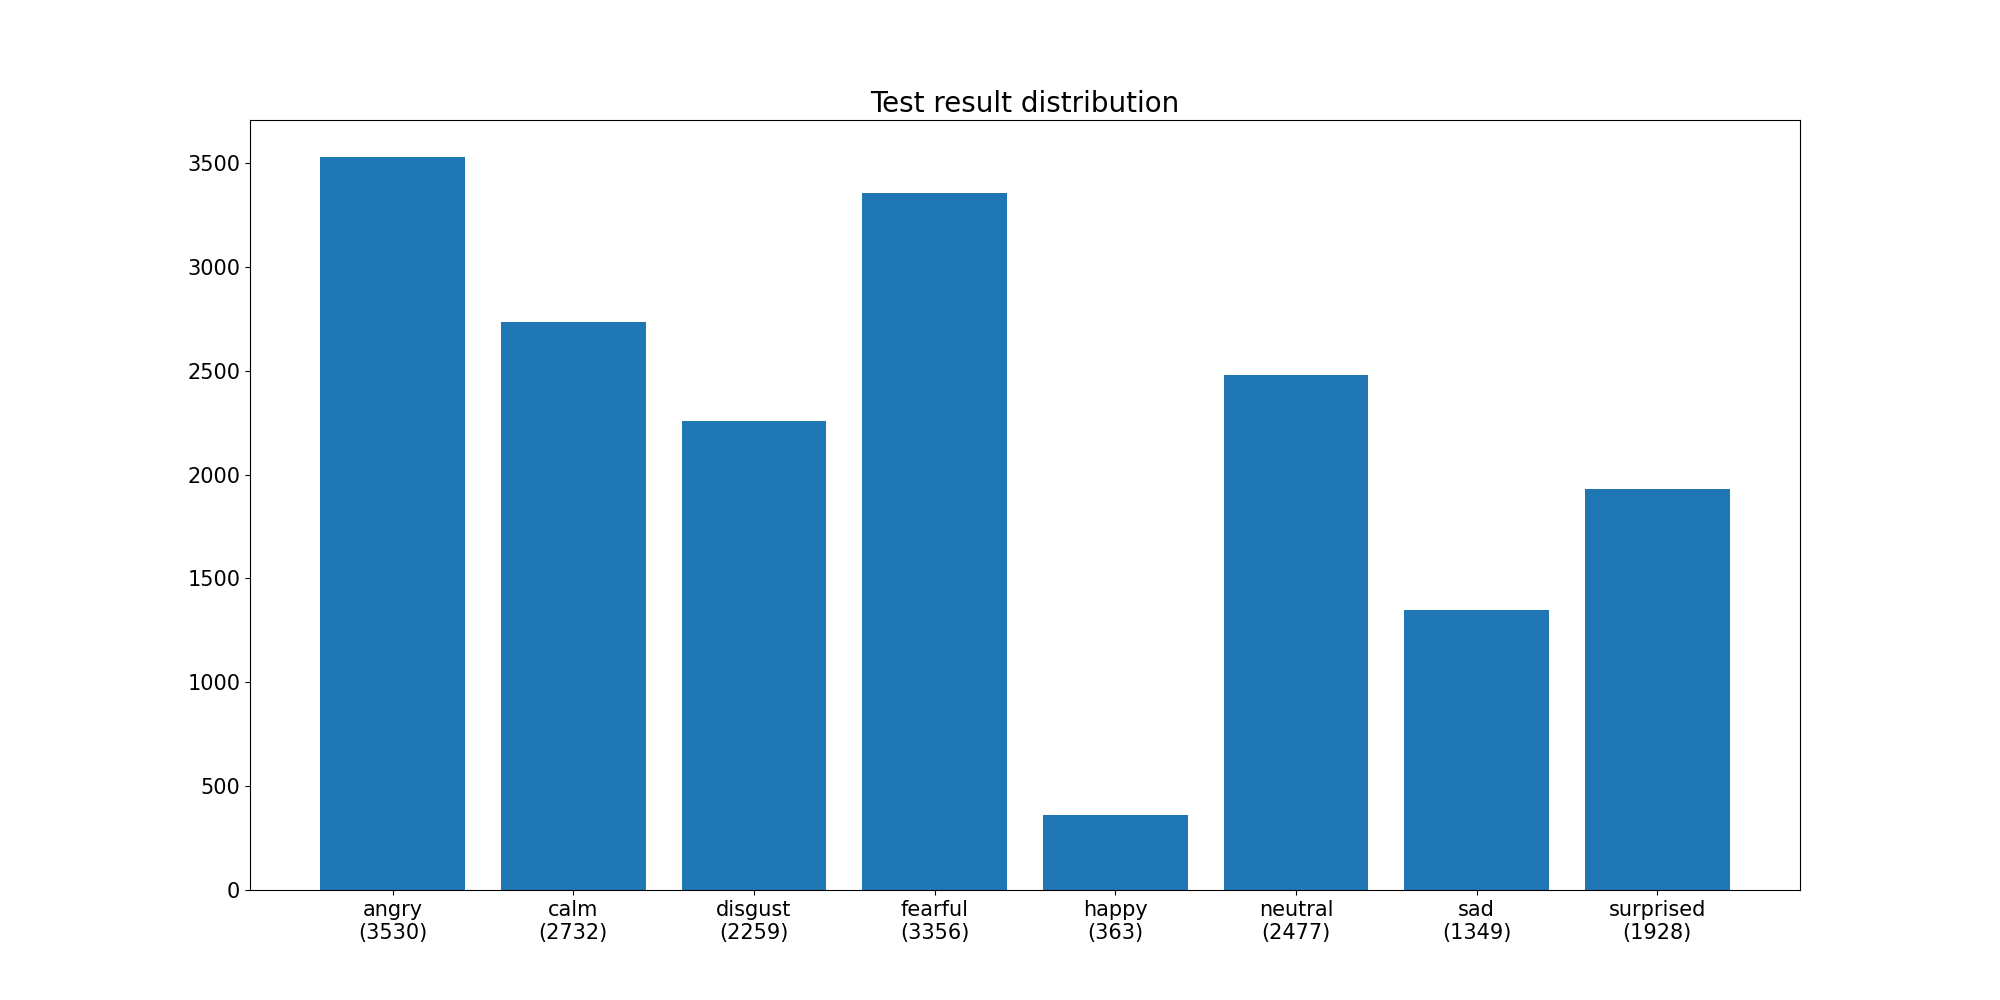 Test result distribution
3500
3000
2500
2000
1500
1000
500
0
angry calm disgust fearful happy neutral sad surprised
(3530) (2732) (2259) (3356) (363) (2477) (1349) (1928)